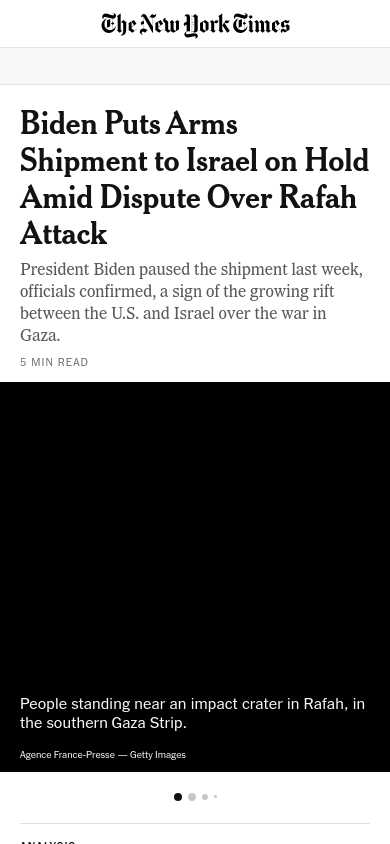 The New York Times
Biden Puts Arms
Shipment to Israel on Hold
Amid Dispute Over Rafah
Attack
President Biden paused the shipment last week,
officials confirmed, a sign of the growing rift
between the U.S. and Israel over the war in
Gaza.
5 MIN READ
People standing near an impact crater in Rafah, in
the southern Gaza Strip.
Agence France-Presse — Getty Images
ANALYSIS